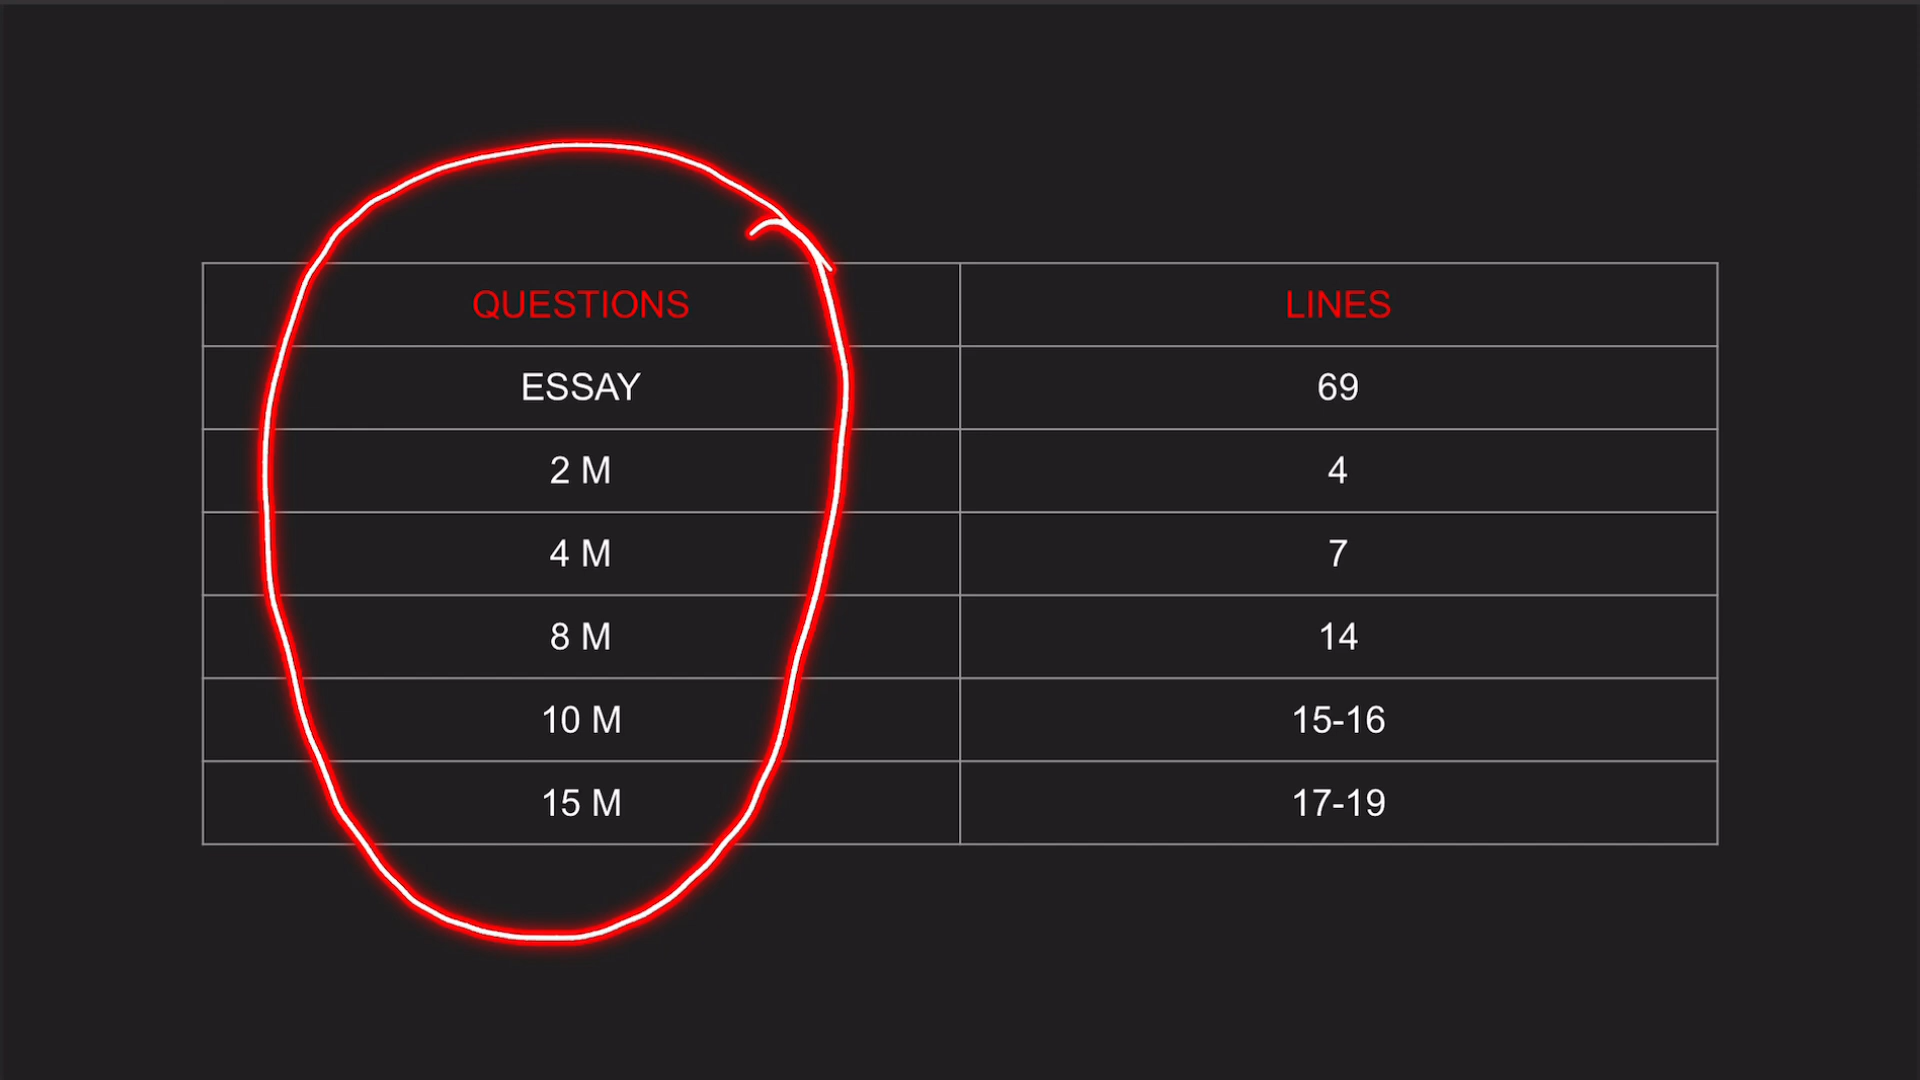 QUESTIONS LINES
ESSAY 69
2 M 4
4 M 7
8 M 14
10 M 15-16
15 M 17-19